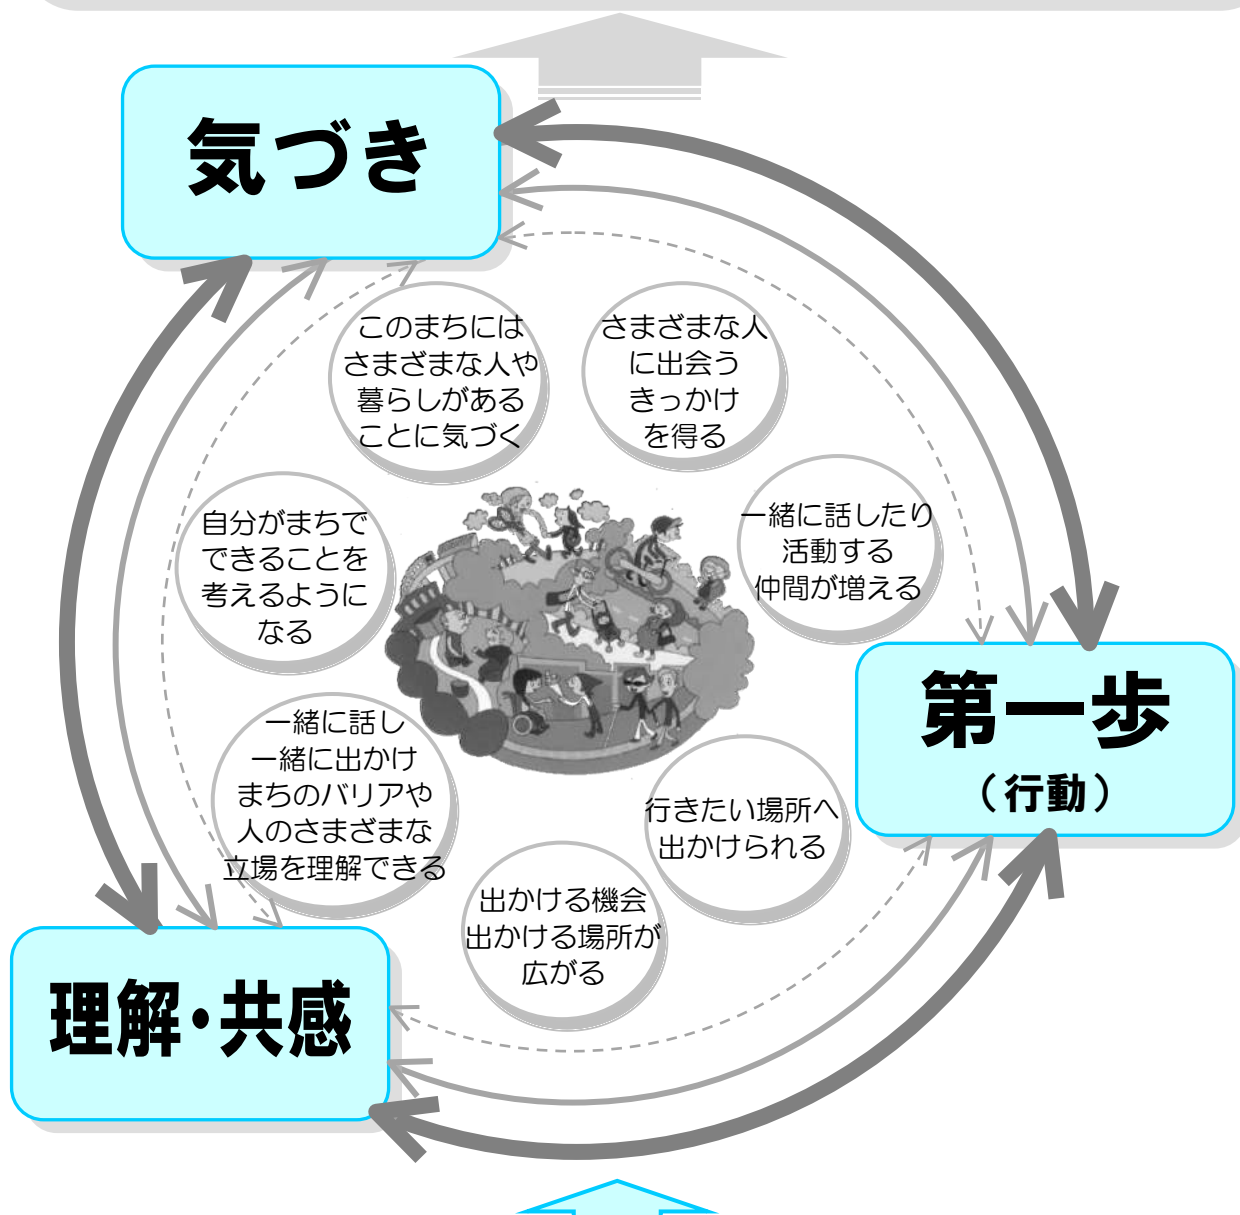 気づき
このまちには
さまざまな人や
暮らしがある
ことに気づく
さまざまな人
に出会う
きっかけ
を得る
一緒に話したり
活動する
仲間が増える
自分がまちで
できることを
考えるように
なる
第一歩
（行動）
一緒に話し
一緒に出かけ
まちのバリアや
人のさまざまな
立場を理解できる
行きたい場所へ
出かけられる
出かける機会
出かける場所が
広がる
理解・共感